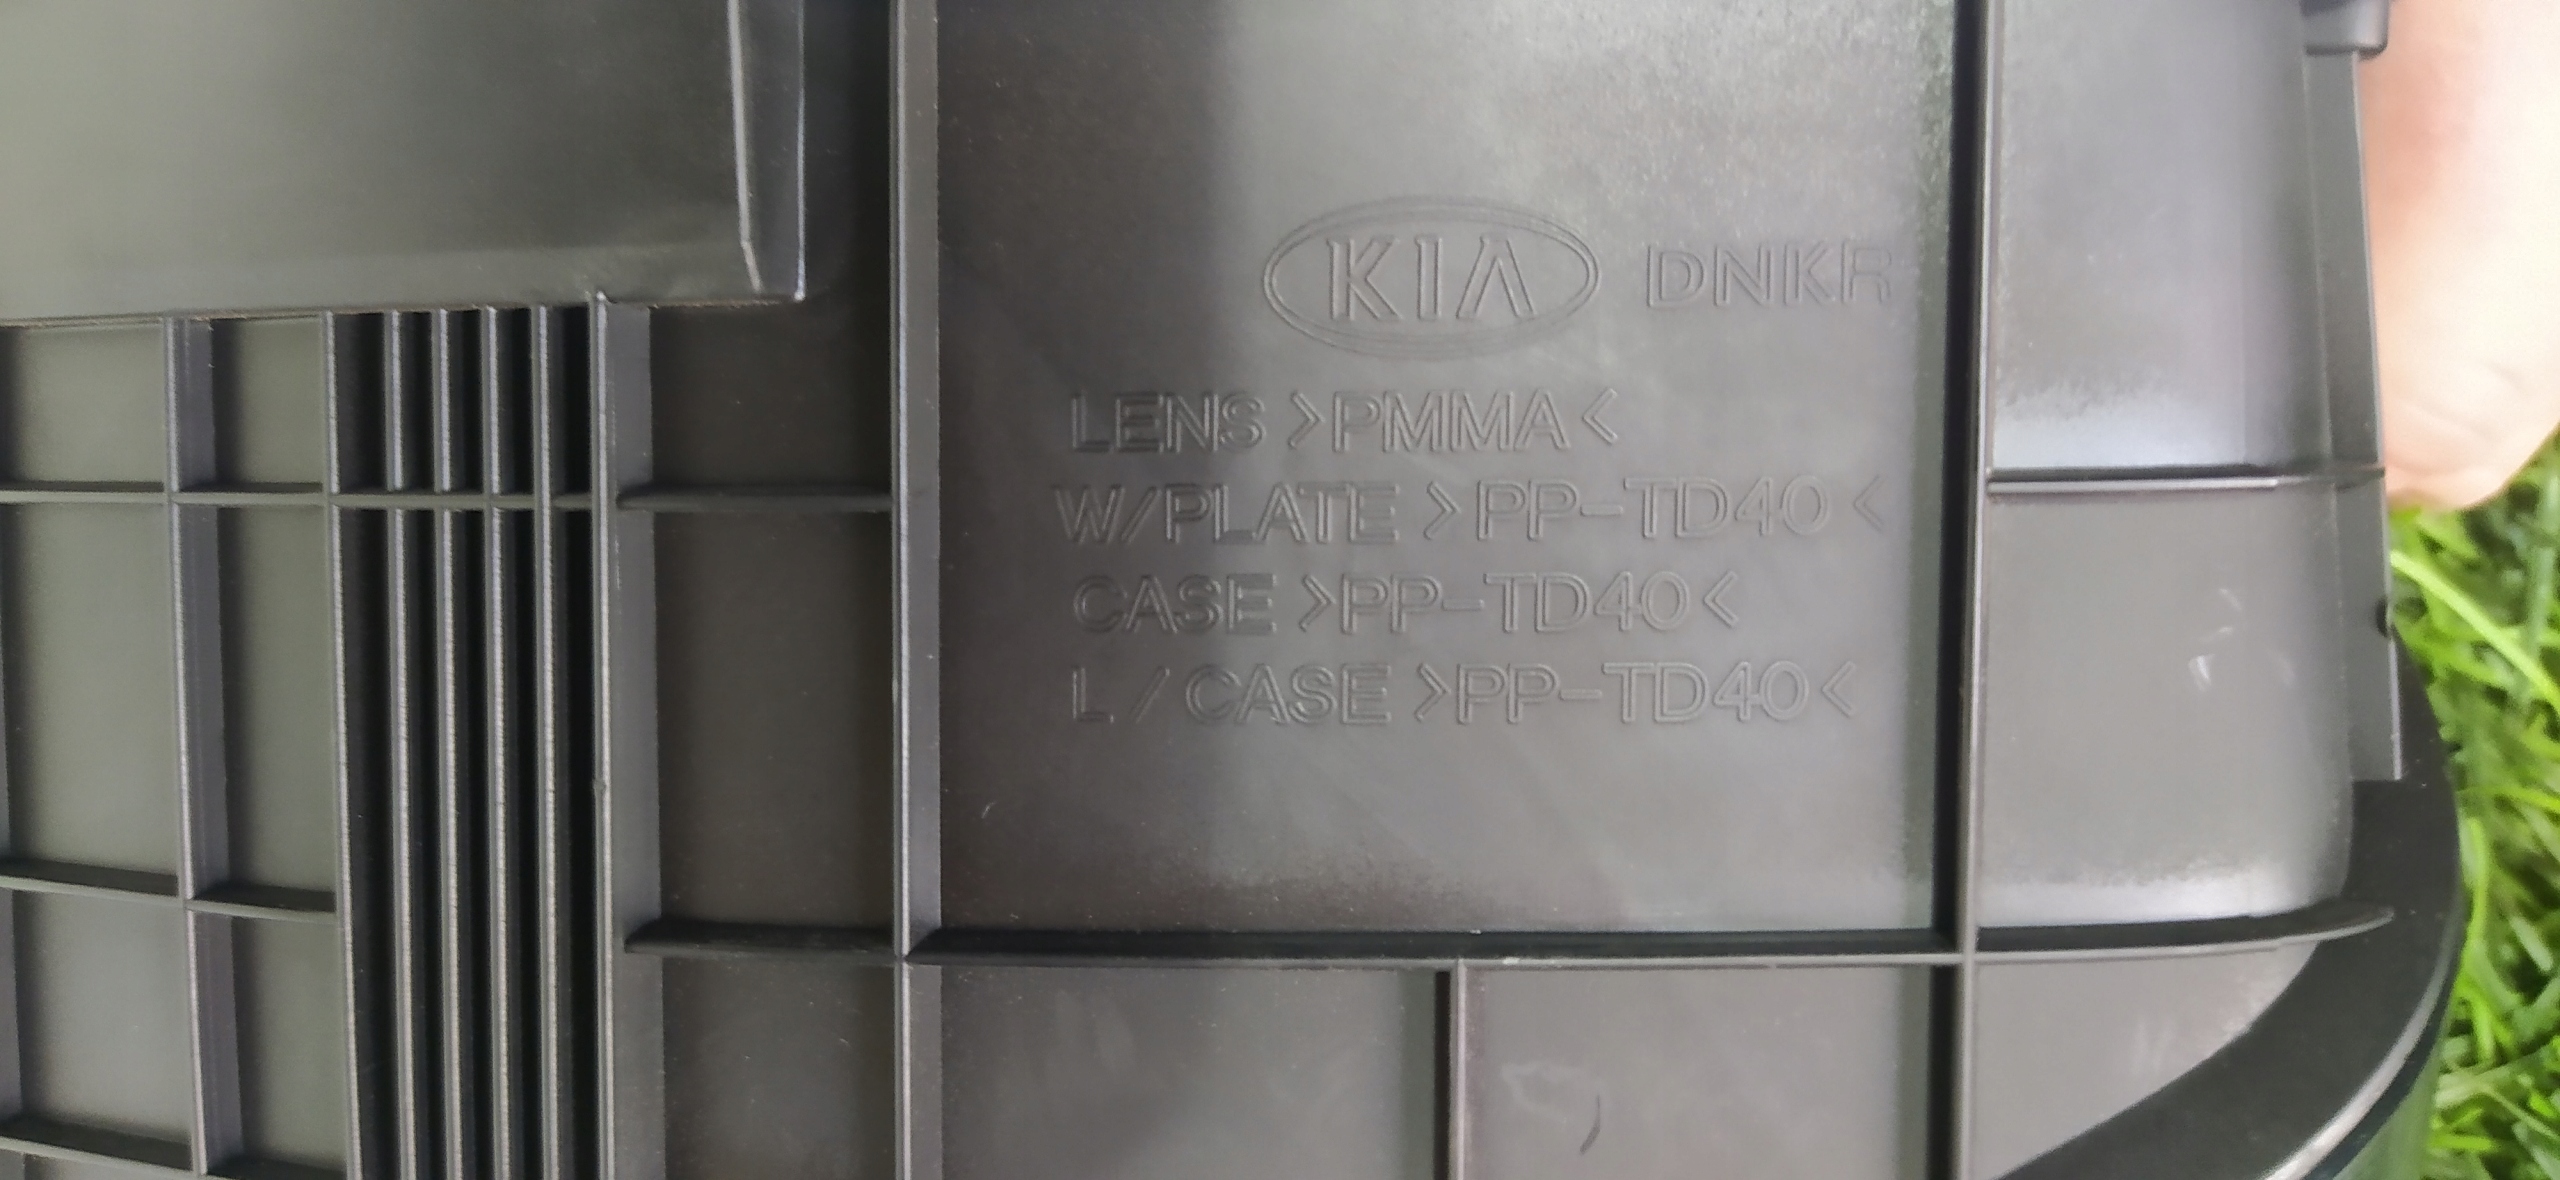 KIA DNKR
LENS >PMMA<
W/PLATE >PP-TD40<
CASE >PP-TD40<
L/CASE >PP-TD40<